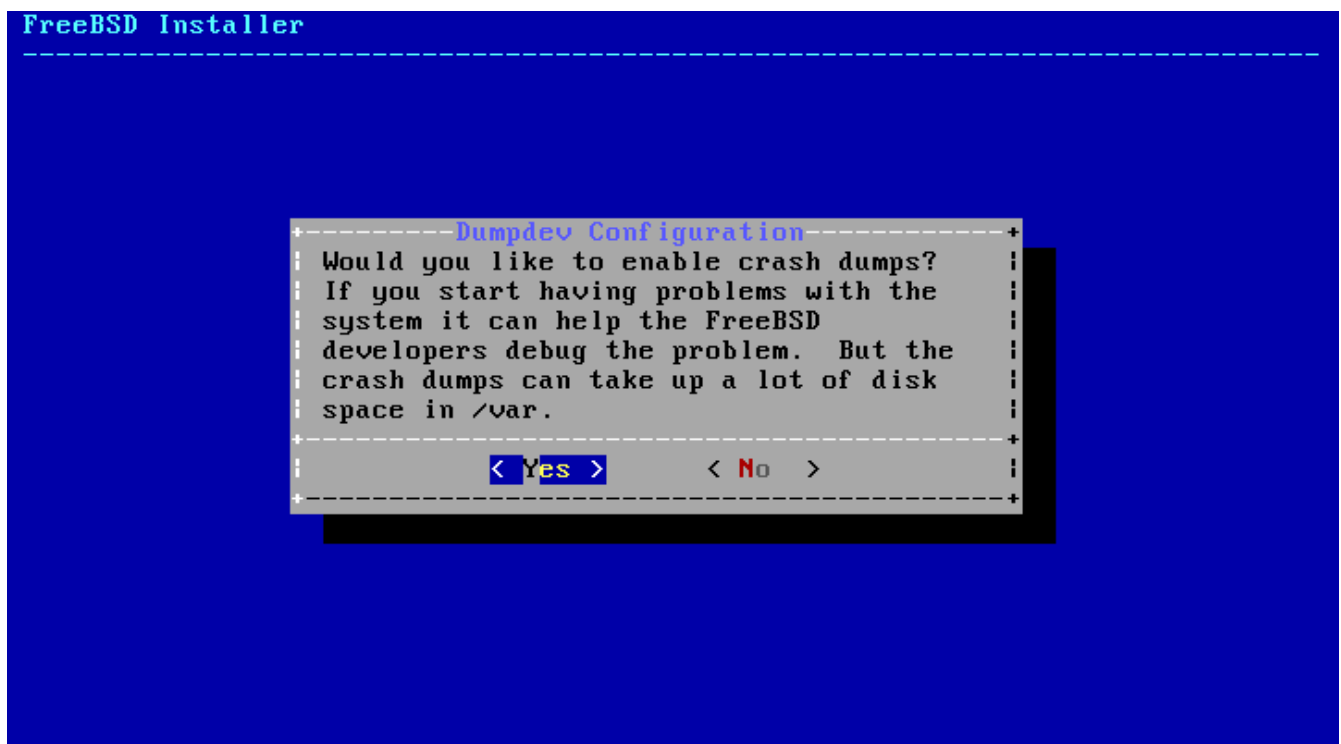 FreeBSD Installer
Dumpdev Configuration
Would you like to enable crash dumps?
If you start having problems with the
system it can help the FreeBSD
developers debug the problem.  But the
crash dumps can take up a lot of disk
space in /var.
< Yes >       < No  >